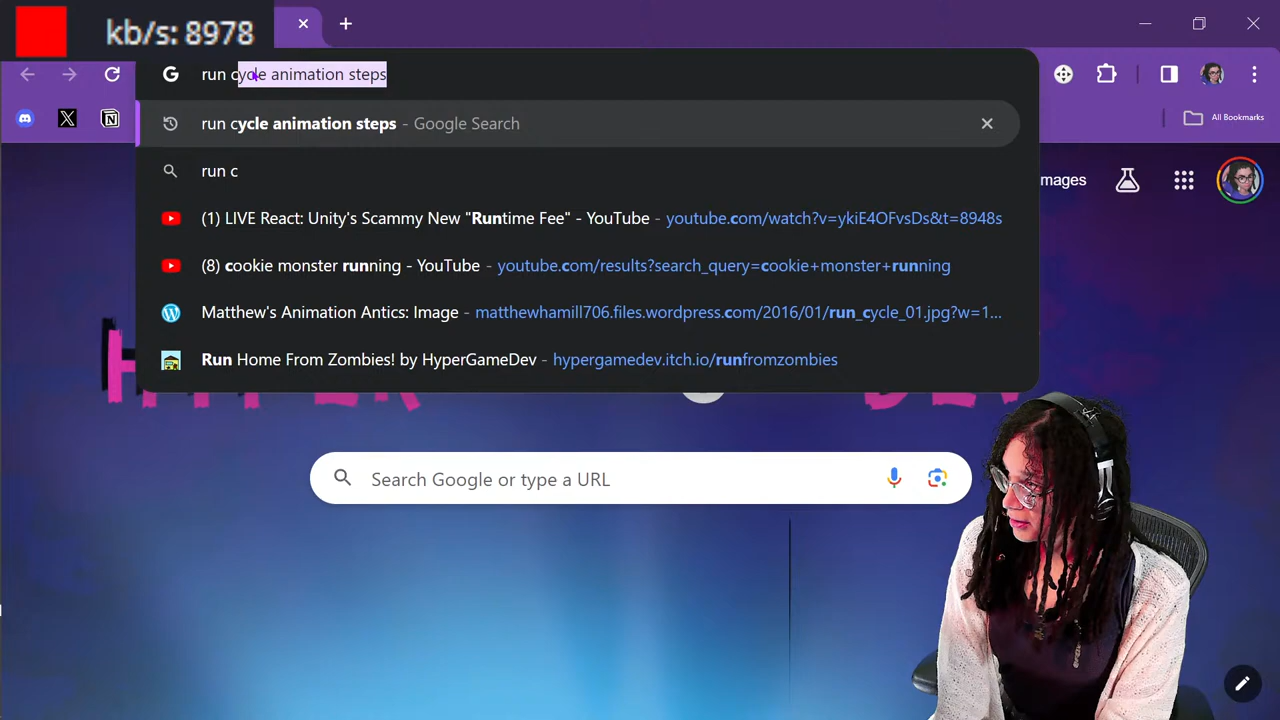 kb/s: 8978
run cycle animation steps
run cycle animation steps - Google Search
run c
(1) LIVE React: Unity's Scammy New "Runtime Fee" - YouTube - youtube.com/watch?v=ykiE4OFvsDs&t=8948s
(8) cookie monster running - YouTube - youtube.com/results?search_query=cookie+monster+running
Matthew's Animation Antics: Image - matthewhamill706.files.wordpress.com/2016/01/run_cycle_01.jpg?w=1...
Run Home From Zombies! by HyperGameDev - hypergamedev.itch.io/runfromzombies
All Bookmarks
mages
Search Google or type a URL